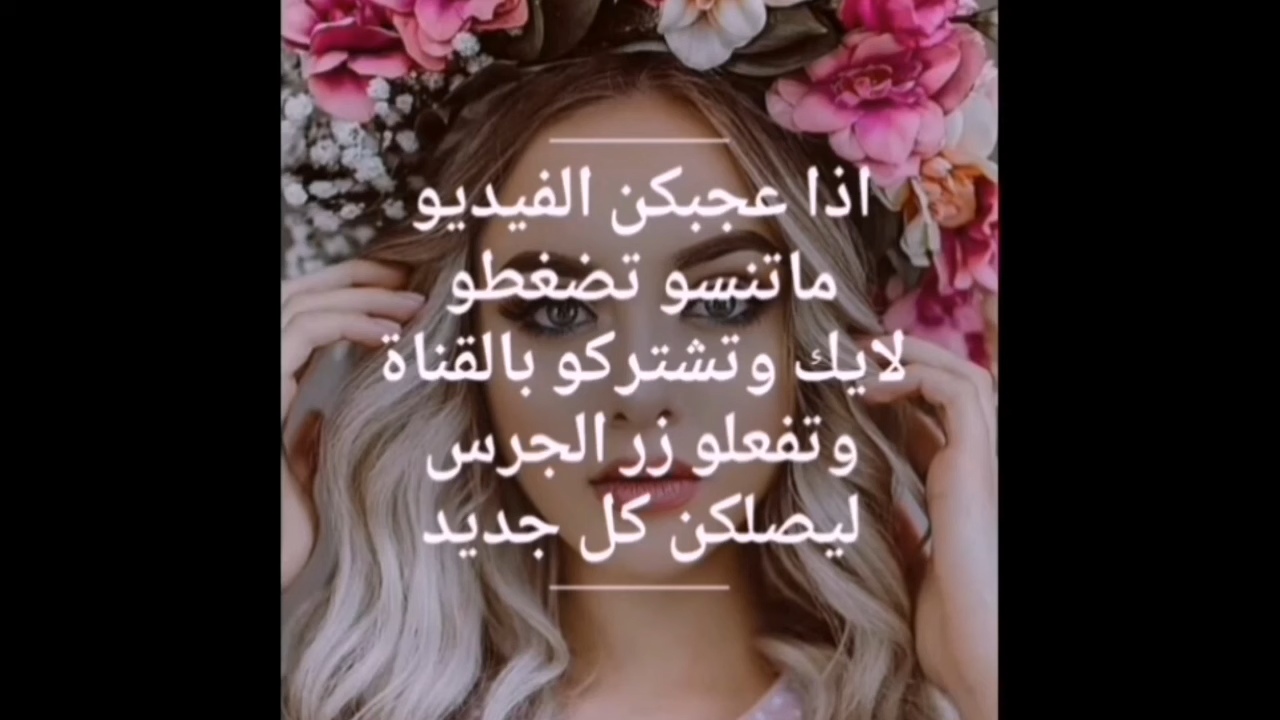 اذا عجبكن الفيديو
ماتنسو تضغطو
لايك وتشتركو بالقناة
وتفعلو زر الجرس
ليصلكن كل جديد